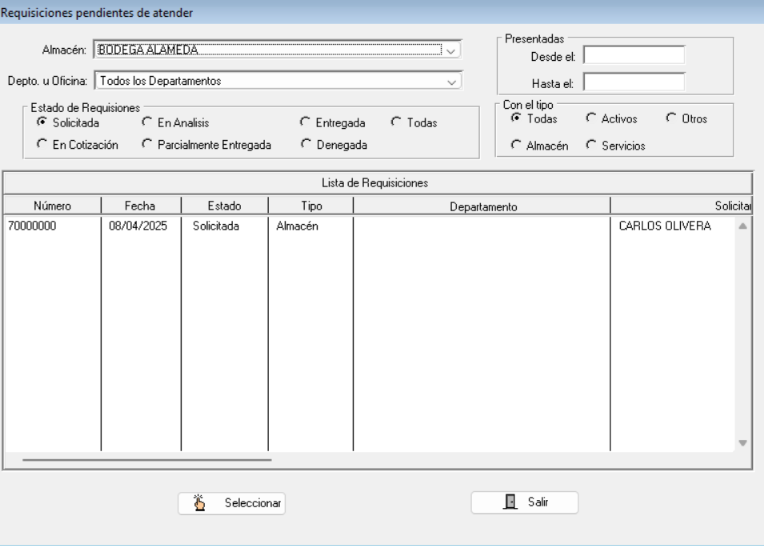 Requisiciones pendientes de atender
Almacén: BODEGA ALAMEDA
Depto. u Oficina: Todos los Departamentos
Presentadas
Desde el:
Hasta el:
Estado de Requisiones
Solicitada En Analisis Entregada Todas
En Cotización Parcialmente Entregada Denegada
Con el tipo
Todas Activos Otros
Almacén Servicios
Lista de Requisiciones
Número Fecha Estado Tipo Departamento Solicitan
70000000 08/04/2025 Solicitada Almacén CARLOS OLIVERA
Seleccionar Salir